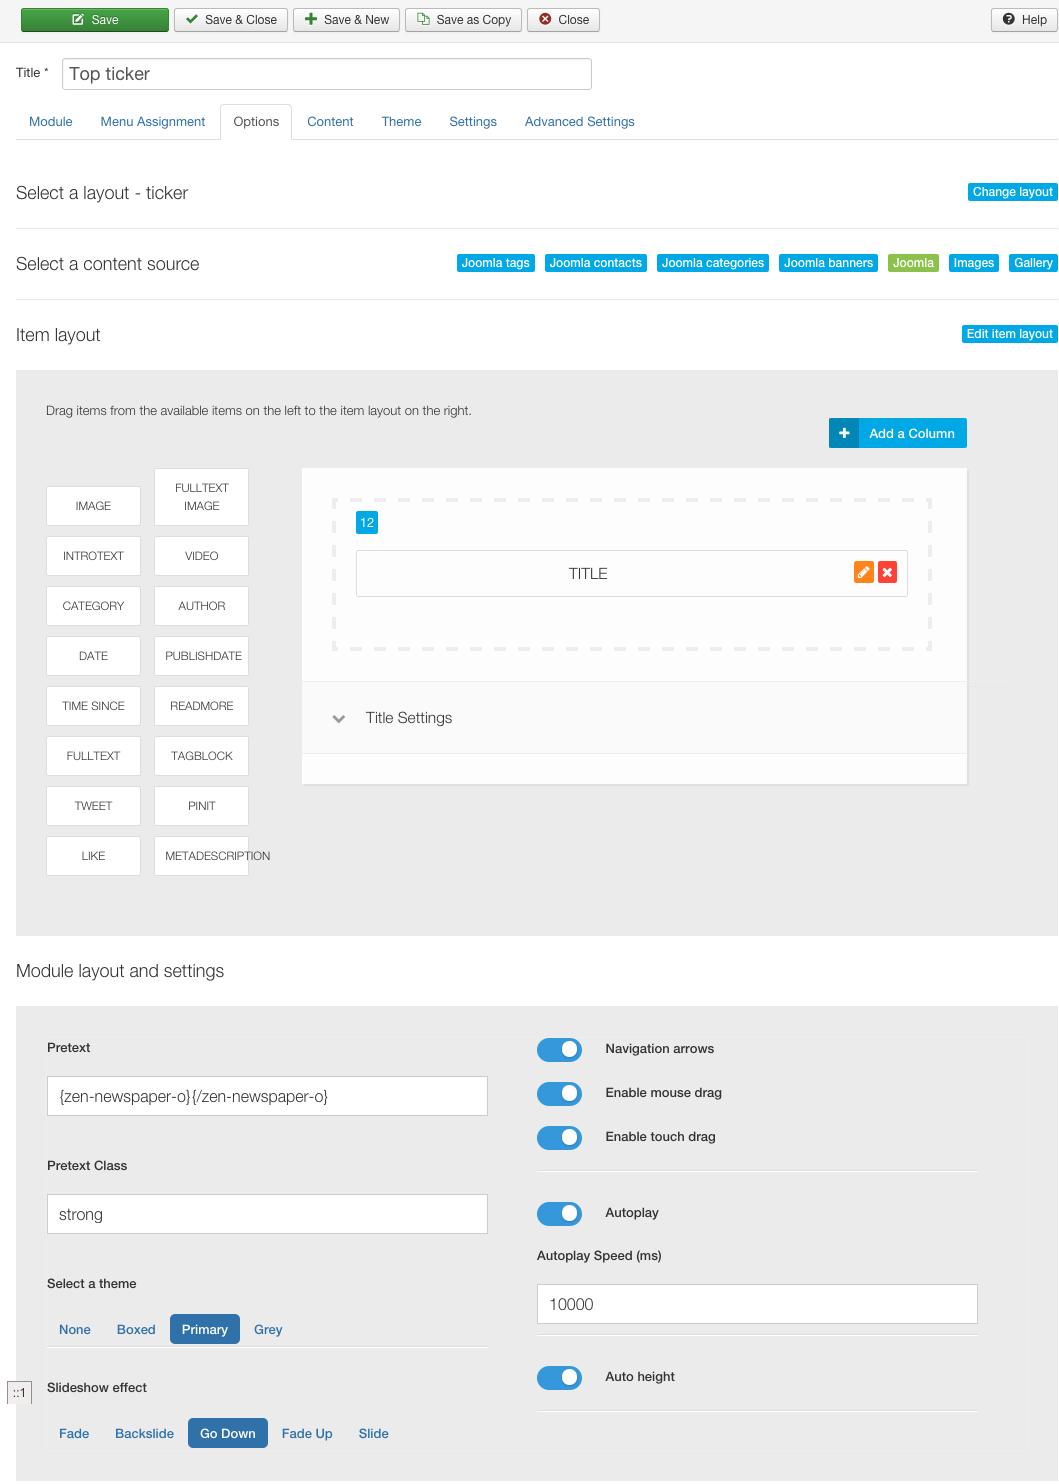 Save Save & Close Save & New Save as Copy Close Help
Title * Top ticker
Module Menu Assignment Options Content Theme Settings Advanced Settings
Select a layout - ticker Change layout
Select a content source Joomla tags Joomla contacts Joomla categories Joomla banners Joomla Images Gallery
Item layout Edit item layout
Drag items from the available items on the left to the item layout on the right.
Add a Column
IMAGE
FULLTEXT
IMAGE
INTROTEXT VIDEO
CATEGORY AUTHOR
DATE PUBLISHDATE
TIME SINCE READMORE
FULLTEXT TAGBLOCK
TWEET PINIT
LIKE METADESCRIPTION
12
TITLE
Title Settings
Module layout and settings
Pretext
{zen-newspaper-o}{/zen-newspaper-o}
Pretext Class
strong
Select a theme
None Boxed Primary Grey
Slideshow effect
::1
Fade Backslide Go Down Fade Up Slide
Navigation arrows
Enable mouse drag
Enable touch drag
Autoplay
Autoplay Speed (ms)
10000
Auto height